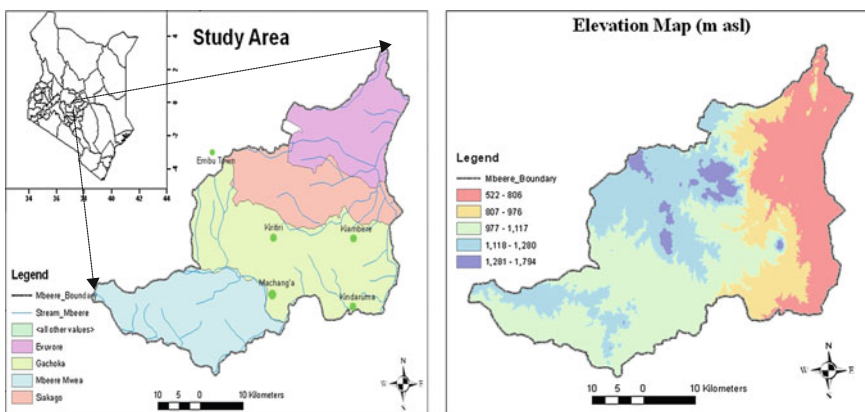 Study Area
34 36 38 40 42 44
Embu Town
Kiritiri
Kiambere
Machang'a
Kindaruma
Legend
Mbeere_Boundary
Stream_Mbeere
<all other values>
Evurore
Gachoka
Mbeere Mwea
Siakago
N
W E
S
10 5 0 10 Kilometers
Elevation Map (m asl)
Legend
Mbeere_Boundary
522 - 806
807 - 976
977 - 1,117
1,118 - 1,280
1,281 - 1,794
N
W E
S
10 5 0 10 Kilometers